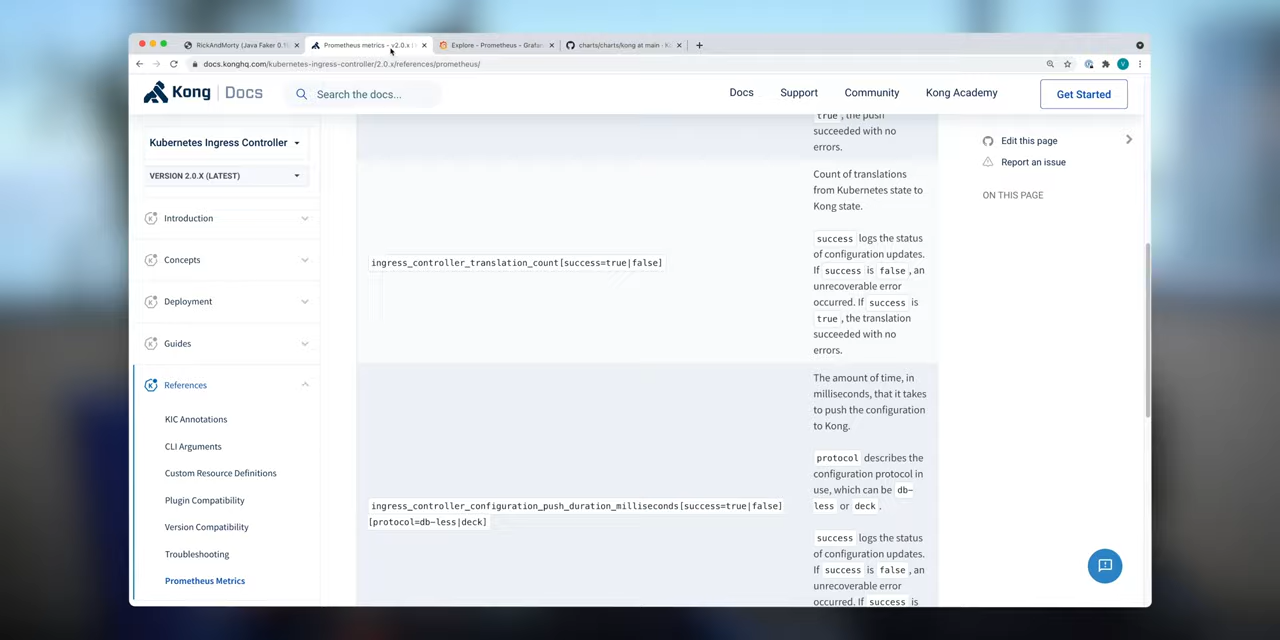 RickAndMorty (Java Faker 0.1
Prometheus metrics - v2.0.x |
Explore - Prometheus - Grafan
charts/charts/kong at main · K
docs.konghq.com/kubernetes-ingress-controller/2.0.x/references/prometheus/
V
Kong | Docs
Search the docs...
Docs
Support
Community
Kong Academy
Get Started
Kubernetes Ingress Controller
VERSION 2.0.X (LATEST)
Introduction
Concepts
Deployment
Guides
References
KIC Annotations
CLI Arguments
Custom Resource Definitions
Plugin Compatibility
Version Compatibility
Troubleshooting
Prometheus Metrics
true , the push
succeeded with no
errors.
ingress_controller_translation_count[success=true|false]
Count of translations
from Kubernetes state to
Kong state.
success logs the status
of configuration updates.
If success is false , an
unrecoverable error
occurred. If success is
true , the translation
succeeded with no
errors.
ingress_controller_configuration_push_duration_milliseconds[success=true|false]
[protocol=db-less|deck]
The amount of time, in
milliseconds, that it takes
to push the configuration
to Kong.
protocol describes the
configuration protocol in
use, which can be db-
less or deck .
success logs the status
of configuration updates.
If success is false , an
unrecoverable error
occurred. If success is
Edit this page
Report an issue
ON THIS PAGE